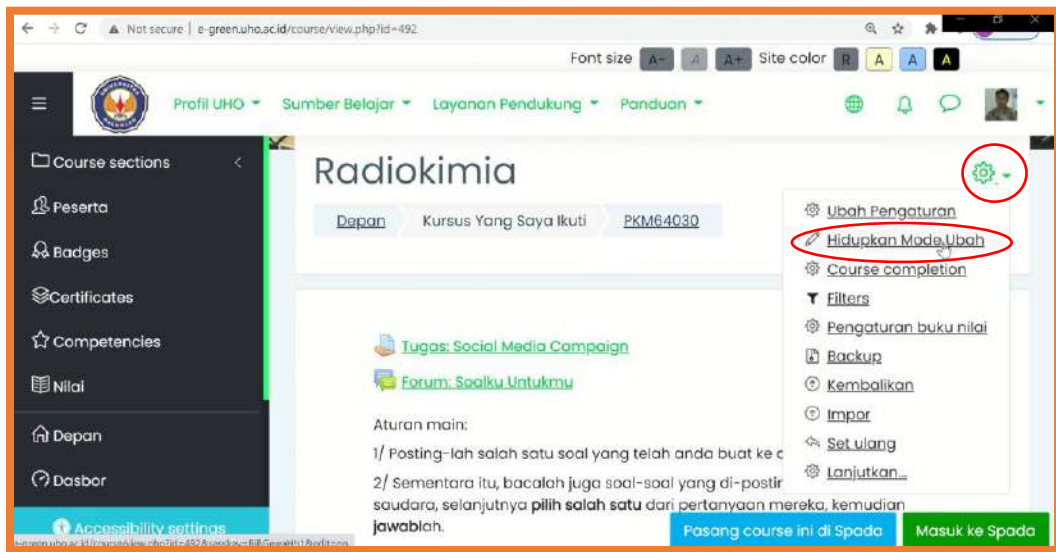 Not secure | e-green.uho.ac.id/course/view.php?id=492
Font size A- A A+ Site color R A A A
Profil UHO Sumber Belajar Layanan Pendukung Panduan
Course sections
Peserta
Badges
Certificates
Competencies
Nilai
Depan
Dasbor
Accessibility settings
Radiokimia
Depan Kursus Yang Saya Ikuti PKM64030
Ubah Pengaturan
Hidupkan Mode Ubah
Course completion
Filters
Pengaturan buku nilai
Backup
Kembalikan
Impor
Set ulang
Lanjutkan...
Tugas: Social Media Campaign
Forum: Soalku Untukmu
Aturan main:
1/ Posting-lah salah satu soal yang telah anda buat ke
2/ Sementara itu, bacalah juga soal-soal yang di-postir
saudara, selanjutnya pilih salah satu dari pertanyaan mereka, kemudian
jawablah.
Pasang course ini di Spada
Masuk ke Spada